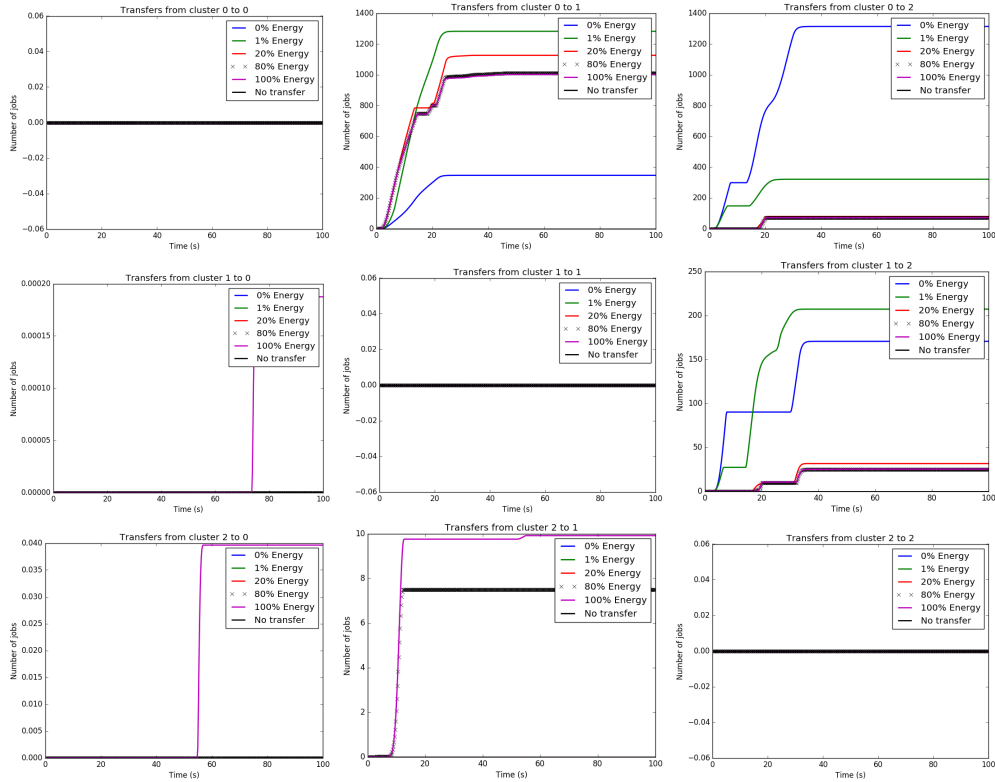 Transfers from cluster 0 to 0
0.06
0.04
0.02
0.00
−0.02
−0.04
−0.06
Number of jobs
0 20 40 60 80 100
Time (s)
0% Energy
1% Energy
20% Energy
80% Energy
100% Energy
No transfer
Transfers from cluster 0 to 1
1400
1200
1000
800
600
400
200
0
Number of jobs
0 20 40 60 80 100
Time (s)
0% Energy
1% Energy
20% Energy
80% Energy
100% Energy
No transfer
Transfers from cluster 0 to 2
1400
1200
1000
800
600
400
200
0
Number of jobs
0 20 40 60 80 100
Time (s)
0% Energy
1% Energy
20% Energy
80% Energy
100% Energy
No transfer
Transfers from cluster 1 to 0
0.00020
0.00015
0.00010
0.00005
0.00000
Number of jobs
0 20 40 60 80 100
Time (s)
0% Energy
1% Energy
20% Energy
80% Energy
100% Energy
No transfer
Transfers from cluster 1 to 1
0.06
0.04
0.02
0.00
−0.02
−0.04
−0.06
Number of jobs
0 20 40 60 80 100
Time (s)
0% Energy
1% Energy
20% Energy
80% Energy
100% Energy
No transfer
Transfers from cluster 1 to 2
250
200
150
100
50
0
Number of jobs
0 20 40 60 80 100
Time (s)
0% Energy
1% Energy
20% Energy
80% Energy
100% Energy
No transfer
Transfers from cluster 2 to 0
0.040
0.035
0.030
0.025
0.020
0.015
0.010
0.005
0.000
Number of jobs
0 20 40 60 80 100
Time (s)
0% Energy
1% Energy
20% Energy
80% Energy
100% Energy
No transfer
Transfers from cluster 2 to 1
10
8
6
4
2
0
Number of jobs
0 20 40 60 80 100
Time (s)
0% Energy
1% Energy
20% Energy
80% Energy
100% Energy
No transfer
Transfers from cluster 2 to 2
0.06
0.04
0.02
0.00
−0.02
−0.04
−0.06
Number of jobs
0 20 40 60 80 100
Time (s)
0% Energy
1% Energy
20% Energy
80% Energy
100% Energy
No transfer